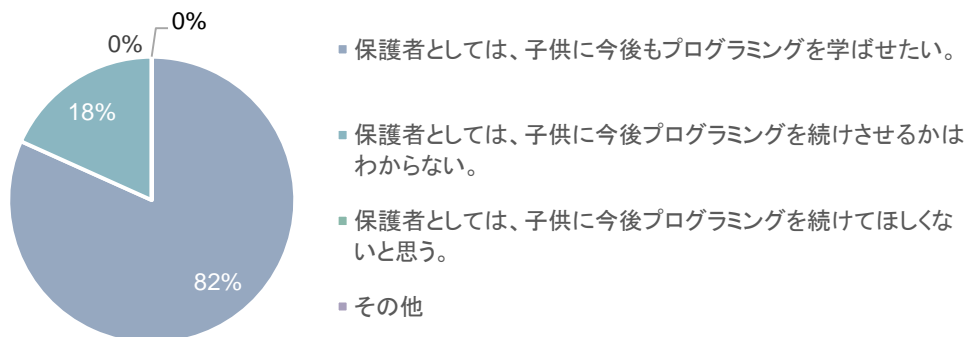 0%
0%
18%
82%
保護者としては、子供に今後もプログラミングを学ばせたい。
保護者としては、子供に今後プログラミングを続けさせるかは
わからない。
保護者としては、子供に今後プログラミングを続けてほしくな
いと思う。
その他